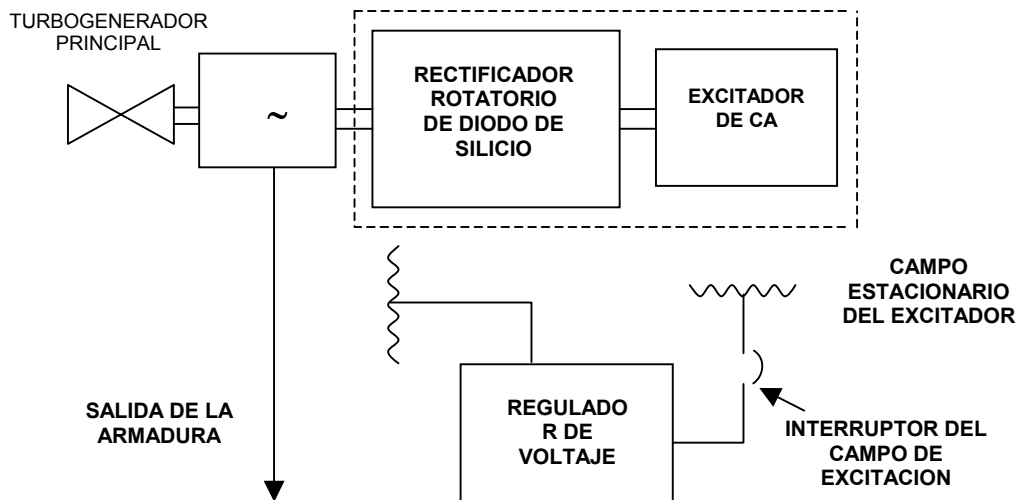 TURBOGENERADOR
PRINCIPAL
~
RECTIFICADOR
ROTATORIO
DE DIODO DE
SILICIO
EXCITADOR
DE CA
CAMPO
ESTACIONARIO
DEL EXCITADOR
SALIDA DE LA
ARMADURA
REGULADO
R DE
VOLTAJE
INTERRUPTOR DEL
CAMPO DE
EXCITACION